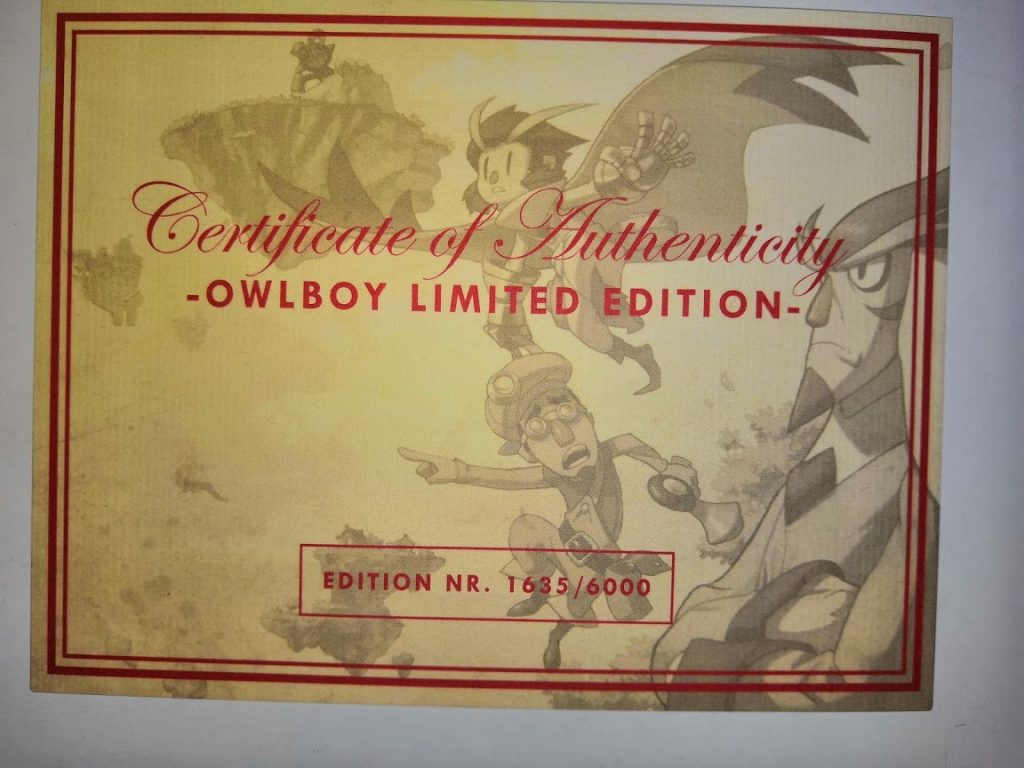 Certificate of Authenticity
-OWLBOY LIMITED EDITION-
EDITION NR. 1635/6000